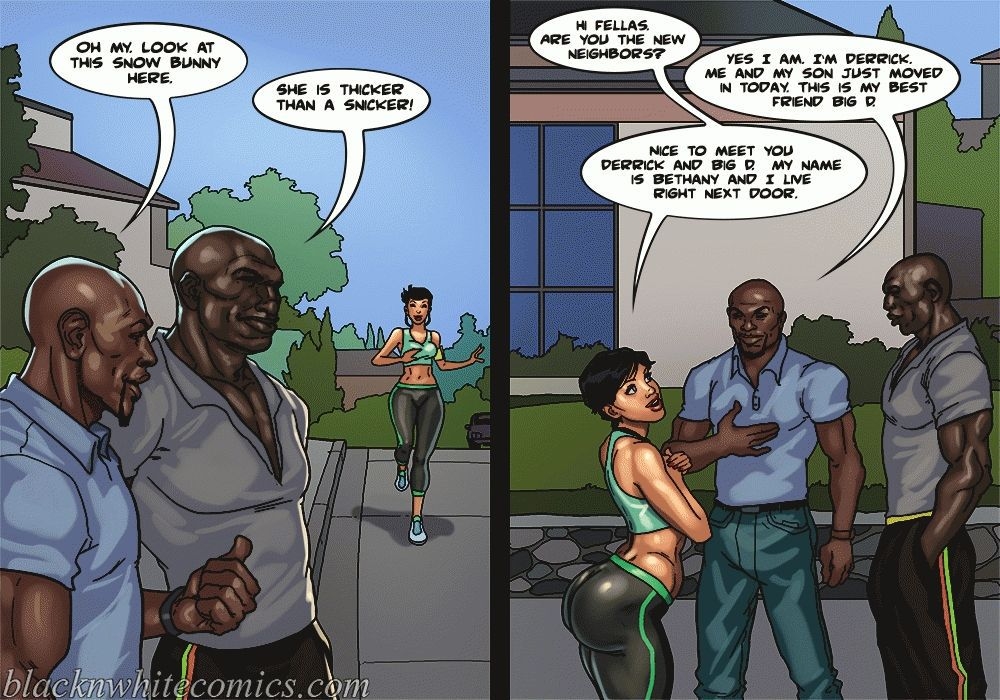 OH MY. LOOK AT
THIS SNOW BUNNY
HERE.
SHE IS THICKER
THAN A SNICKER!
HI FELLAS.
ARE YOU THE NEW
NEIGHBORS?
YES I AM. I'M DERRICK.
ME AND MY SON JUST MOVED
IN TODAY. THIS IS MY BEST
FRIEND BIG D.
NICE TO MEET YOU
DERRICK AND BIG D. MY NAME
IS BETHANY AND I LIVE
RIGHT NEXT DOOR.
blacknwhitecomics.com